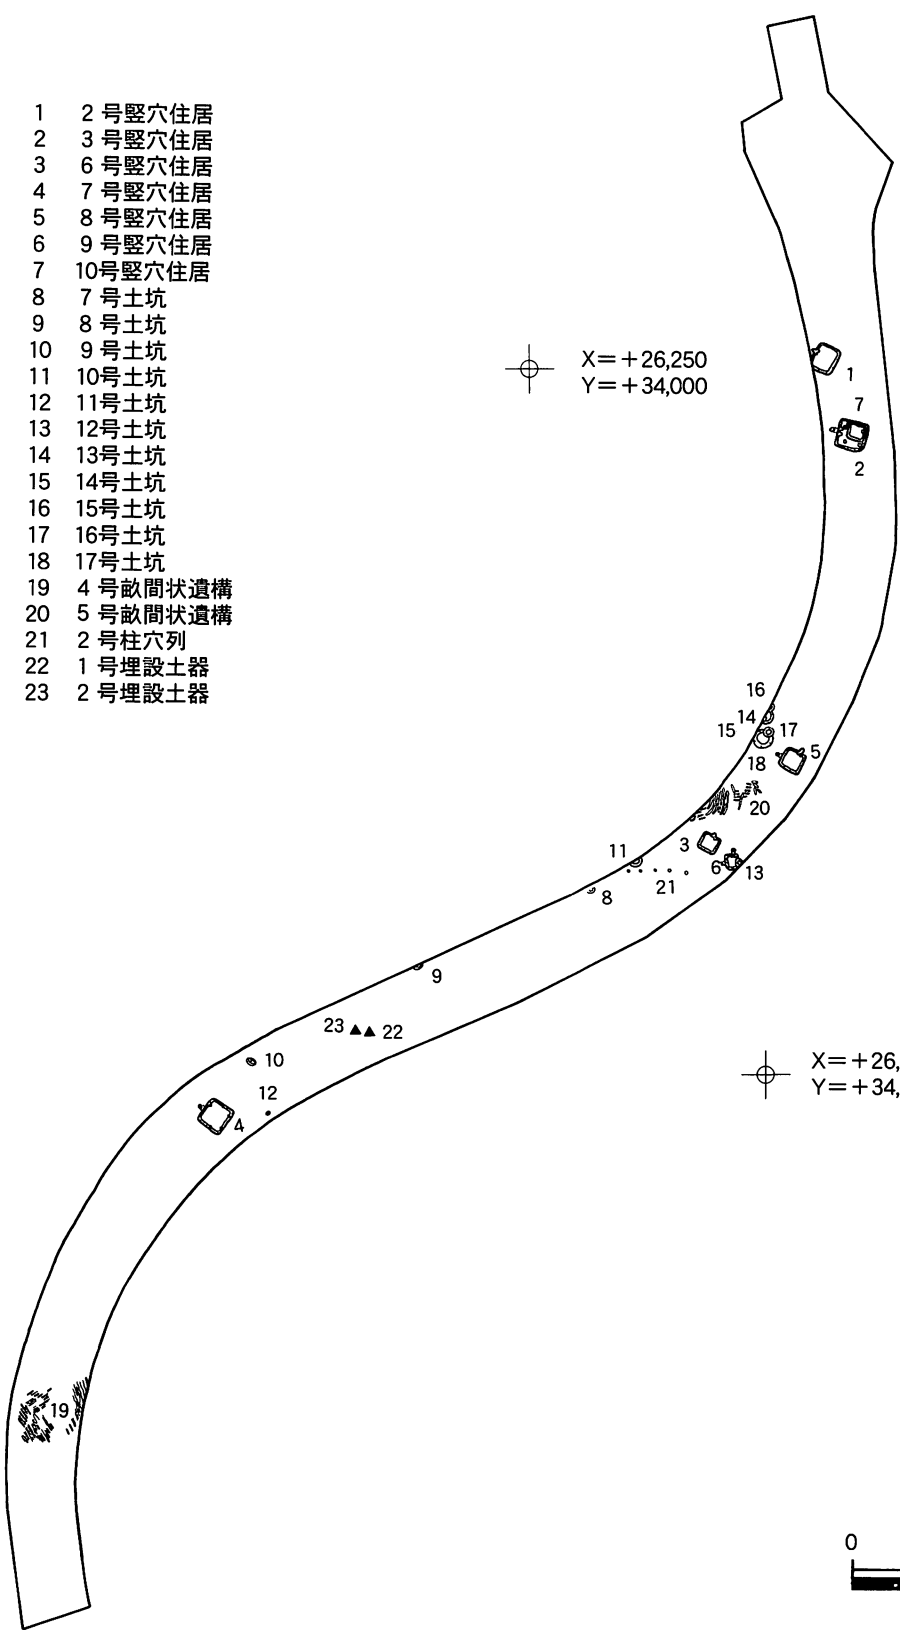 1 2号竪穴住居
2 3号竪穴住居
3 6号竪穴住居
4 7号竪穴住居
5 8号竪穴住居
6 9号竪穴住居
7 10号竪穴住居
8 7号土坑
9 8号土坑
10 9号土坑
11 10号土坑
12 11号土坑
13 12号土坑
14 13号土坑
15 14号土坑
16 15号土坑
17 16号土坑
18 17号土坑
19 4号畝間状遺構
20 5号畝間状遺構
21 2号柱穴列
22 1号埋設土器
23 2号埋設土器
X=+26,250
Y=+34,000
1
7
2
16
14
17
15
5
18
20
3
11
6
13
21
8
9
23
22
10
12
4
X=+26,
Y=+34,
19
0